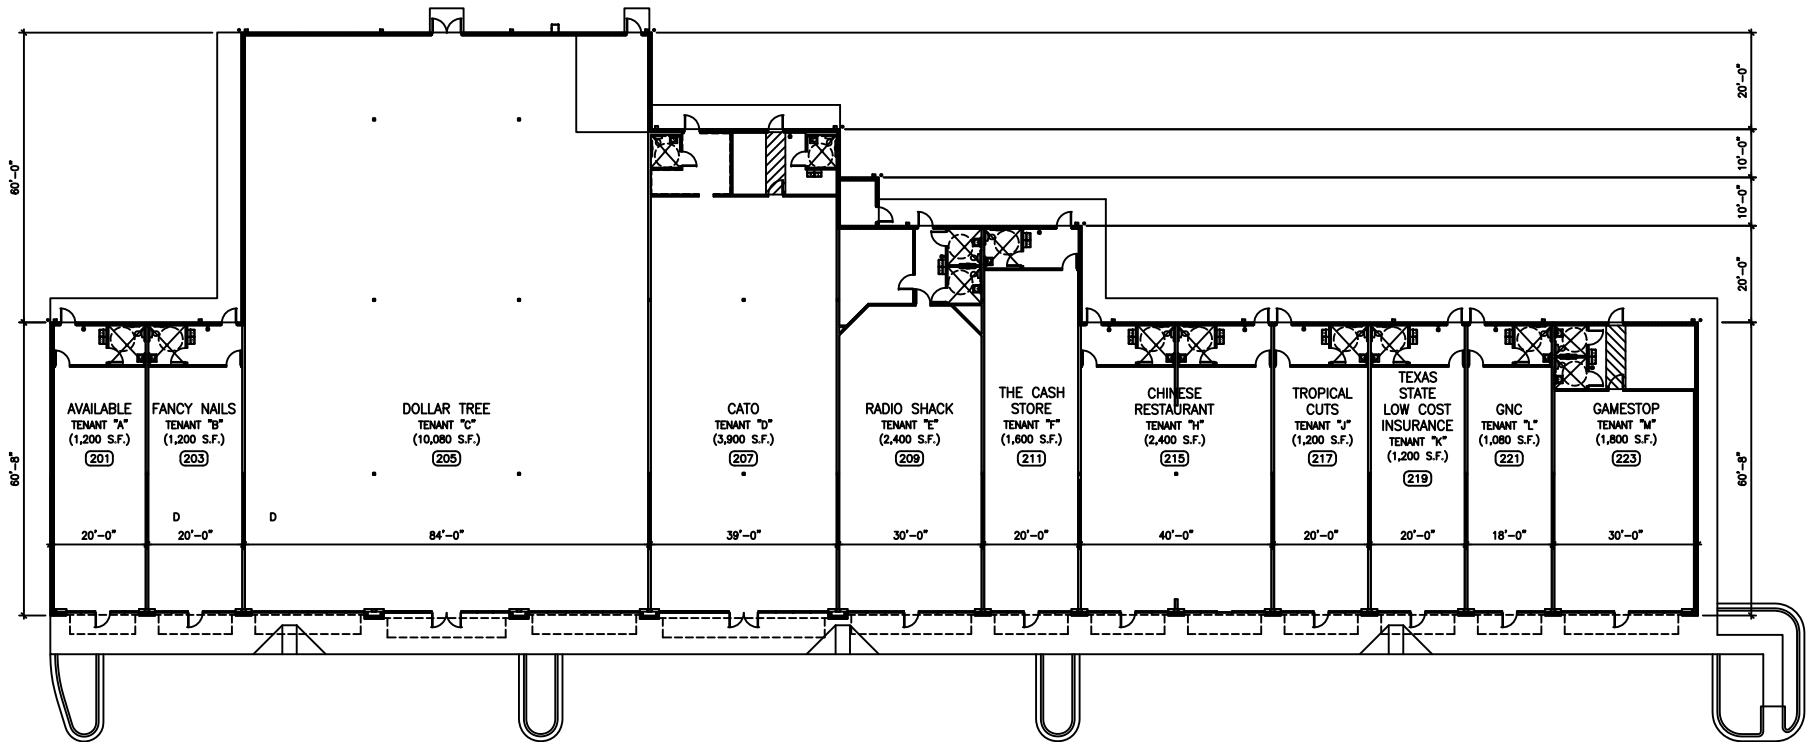 20'-0"
10'-0"
10'-0"
20'-0"
60'-8"
60'-0"
60'-8"
AVAILABLE
TENANT "A"
(1,200 S.F.)
201
20'-0"
FANCY NAILS
TENANT "B"
(1,200 S.F.)
203
D
20'-0"
DOLLAR TREE
TENANT "C"
(10,080 S.F.)
205
D
84'-0"
CATO
TENANT "D"
(3,900 S.F.)
207
39'-0"
RADIO SHACK
TENANT "E"
(2,400 S.F.)
209
30'-0"
THE CASH
STORE
TENANT "F"
(1,600 S.F.)
211
20'-0"
CHINESE
RESTAURANT
TENANT "H"
(2,400 S.F.)
215
40'-0"
TROPICAL
CUTS
TENANT "J"
(1,200 S.F.)
217
20'-0"
TEXAS
STATE
LOW COST
INSURANCE
TENANT "K"
(1,200 S.F.)
219
20'-0"
GNC
TENANT "L"
(1,080 S.F.)
221
18'-0"
GAMESTOP
TENANT "M"
(1,800 S.F.)
223
30'-0"